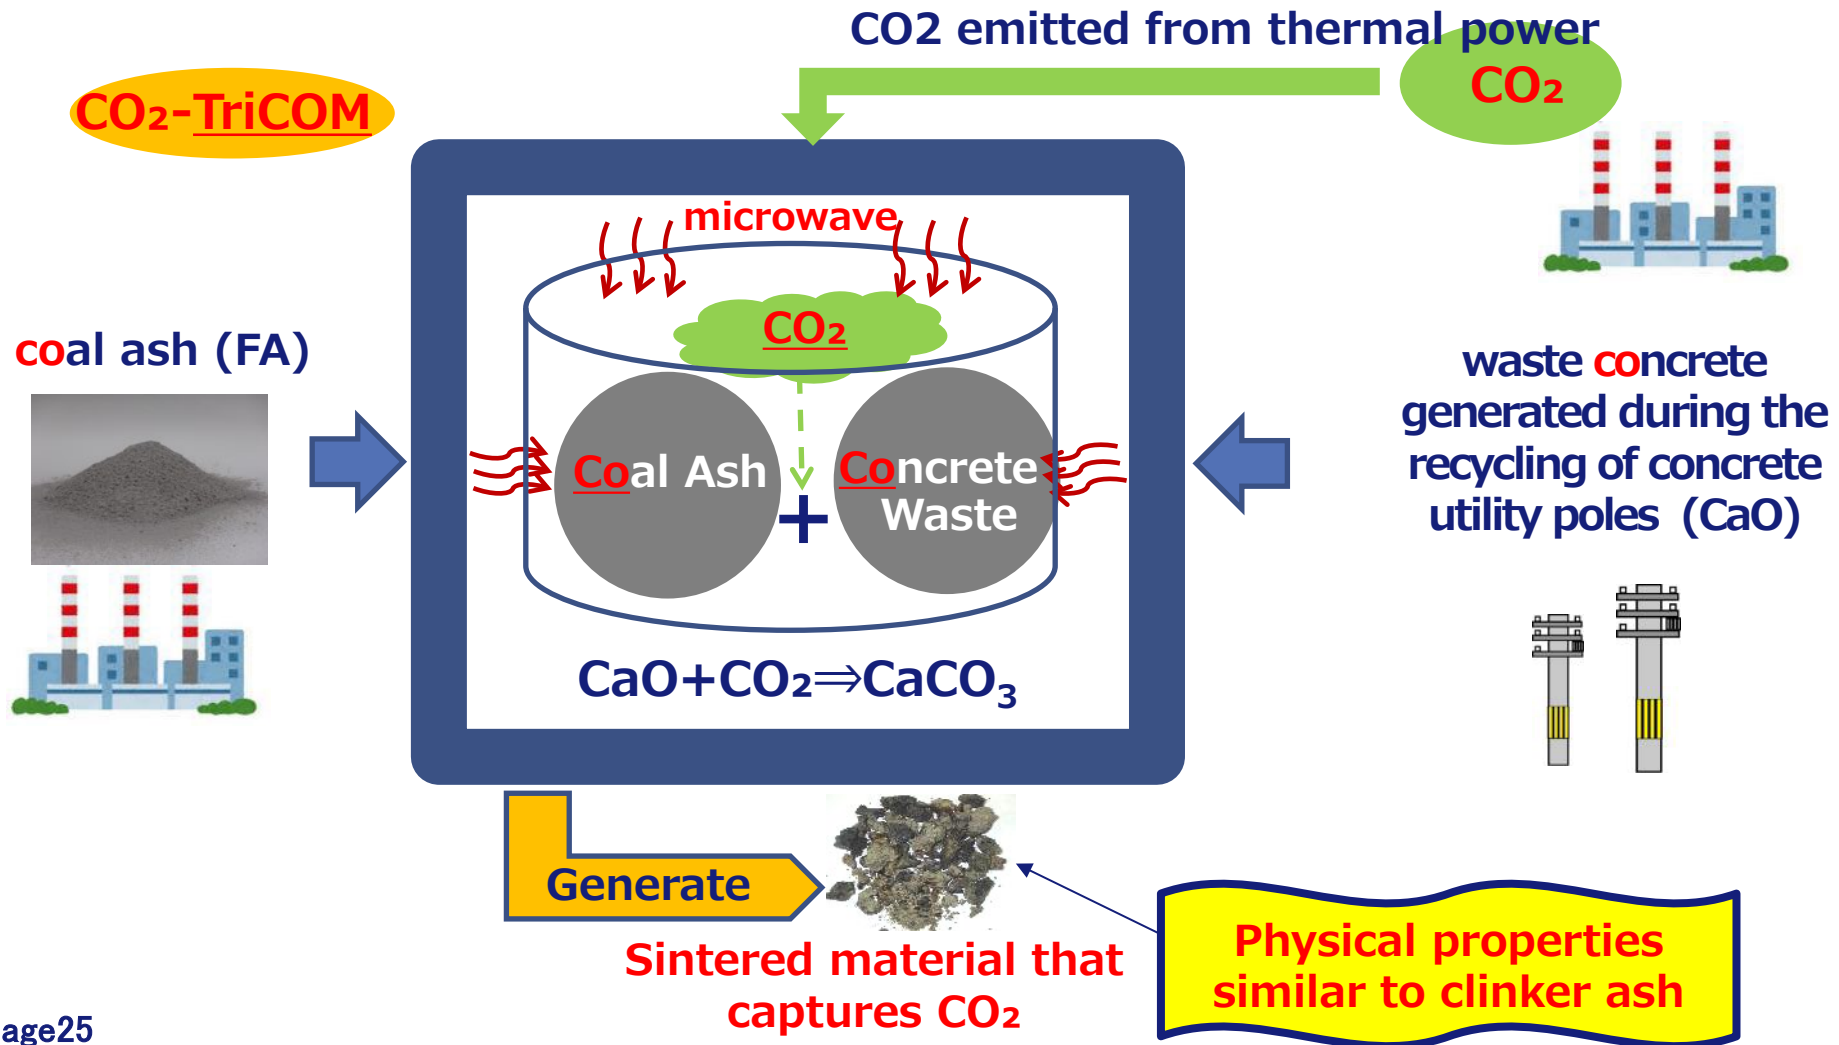 CO2 emitted from thermal power
CO₂
CO₂-TriCOM
microwave
CO₂
coal ash (FA)
Coal Ash
+
Concrete
Waste
waste concrete
generated during the
recycling of concrete
utility poles (CaO)
CaO+CO₂⇒CaCO₃
Generate
Sintered material that
captures CO₂
Physical properties
similar to clinker ash
age25